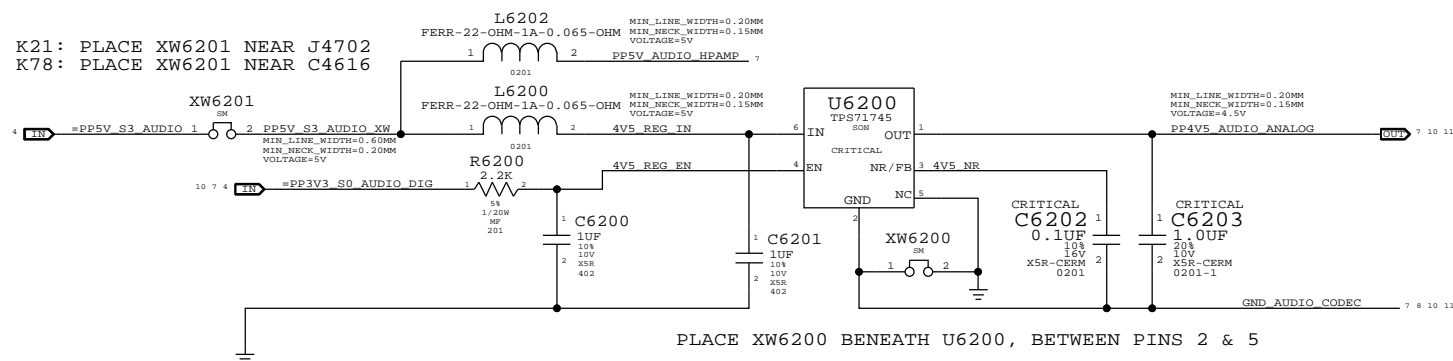 K21: PLACE XW6201 NEAR J4702
K78: PLACE XW6201 NEAR C4616
L6202
FERR-22-OHM-1A-0.065-OHM
MIN_LINE_WIDTH=0.20MM
MIN_NECK_WIDTH=0.15MM
VOLTAGE=5V
1 2 PP5V_AUDIO_HPAMP 7
0201
XW6201
SM
4 IN =PP5V_S3_AUDIO 1 2 PP5V_S3_AUDIO_XW
MIN_LINE_WIDTH=0.60MM
MIN_NECK_WIDTH=0.20MM
VOLTAGE=5V
L6200
FERR-22-OHM-1A-0.065-OHM
MIN_LINE_WIDTH=0.20MM
MIN_NECK_WIDTH=0.15MM
VOLTAGE=5V
1 2 4V5_REG_IN
0201
R6200
2.2K
10 7 4 IN =PP3V3_S0_AUDIO_DIG 1 2
5%
1/20W
MF
201
4V5_REG_EN
U6200
TPS71745
SON
6 IN OUT 1
CRITICAL
4 EN NR/FB 3 4V5_NR
NC 5
GND
2
MIN_LINE_WIDTH=0.20MM
MIN_NECK_WIDTH=0.15MM
VOLTAGE=4.5V
PP4V5_AUDIO_ANALOG OUT 7 10 11
1 C6200
1UF
10%
10V
2 X5R
402
1 C6201
1UF
10%
10V
2 X5R
402
XW6200
SM
1 2
CRITICAL
C6202 1
0.1UF
10%
16V
X5R-CERM 2
0201
CRITICAL
1 C6203
1.0UF
20%
10V
2 X5R-CERM
0201-1
GND_AUDIO_CODEC 7 8 10 11
PLACE XW6200 BENEATH U6200, BETWEEN PINS 2 & 5